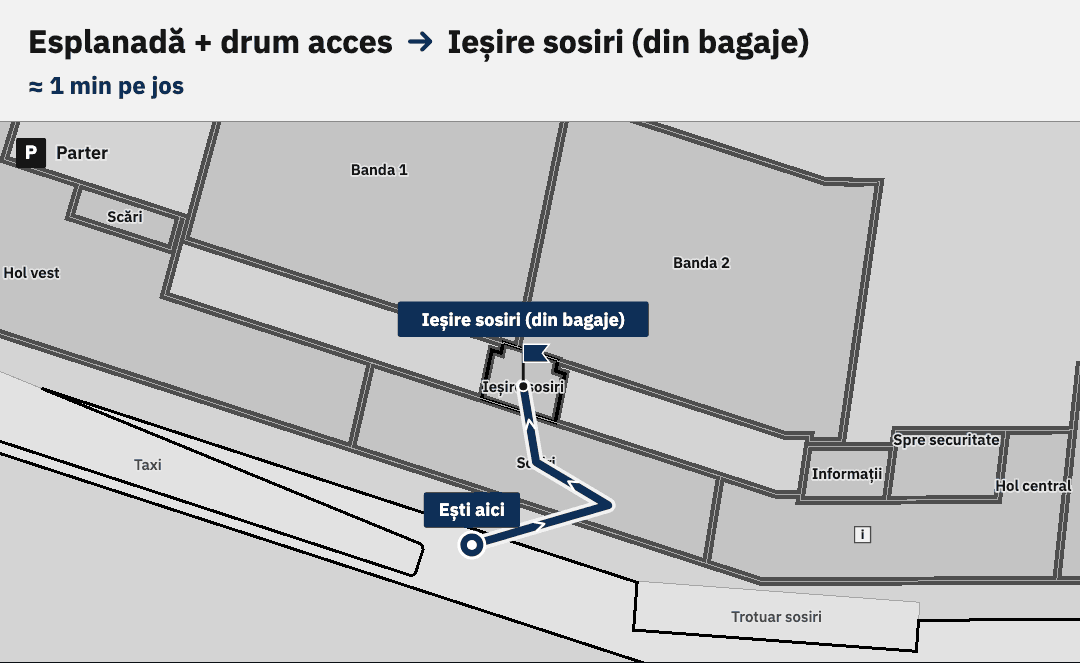 Esplanadă + drum acces → Ieșire sosiri (din bagaje)
≈ 1 min pe jos
P Parter
Banda 1
Scări
Hol vest
Banda 2
Ieșire sosiri (din bagaje)
Ieșire sosiri
Spre securitate
Informații
Hol central
Taxi
Ești aici
i
Trotuar sosiri